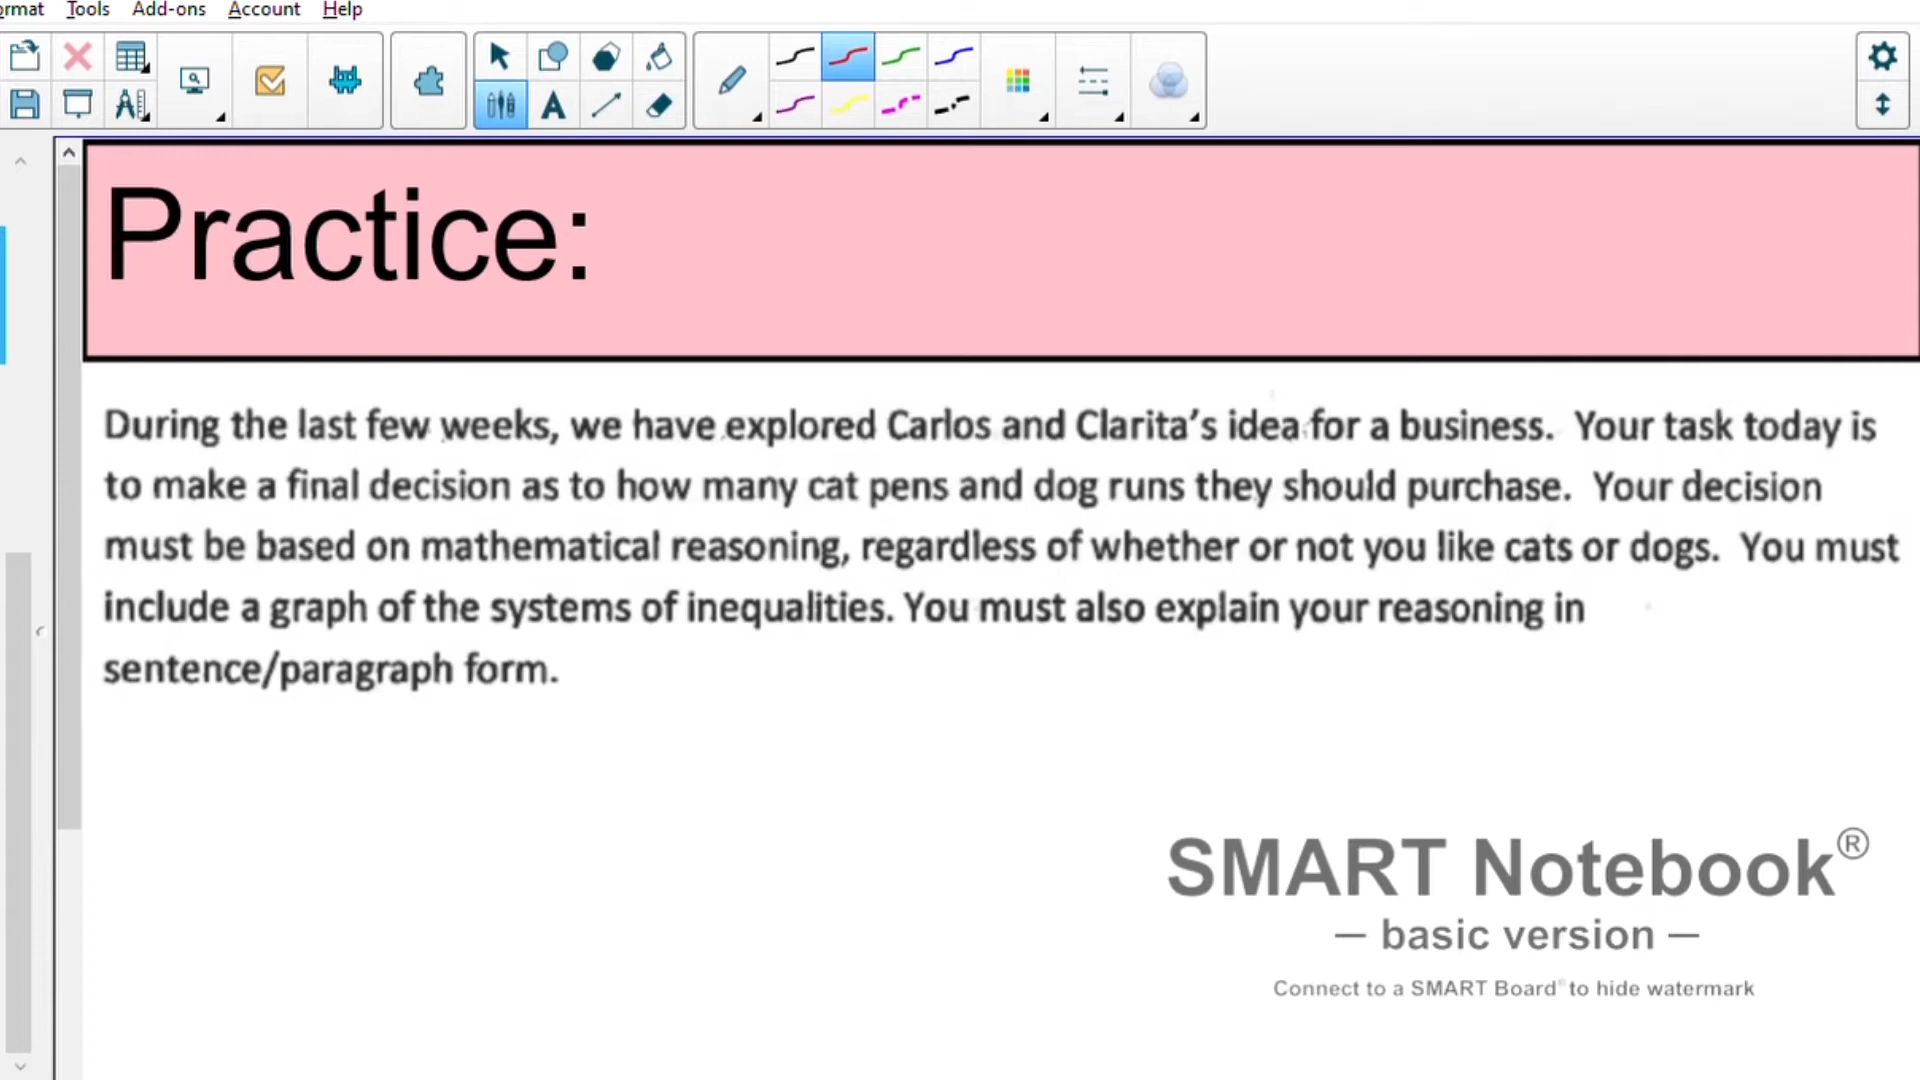 ormat Tools Add-ons Account Help
Practice:
During the last few weeks, we have explored Carlos and Clarita's idea for a business. Your task today is
to make a final decision as to how many cat pens and dog runs they should purchase. Your decision
must be based on mathematical reasoning, regardless of whether or not you like cats or dogs. You must
include a graph of the systems of inequalities. You must also explain your reasoning in
sentence/paragraph form.
SMART Notebook®
— basic version —
Connect to a SMART Board® to hide watermark